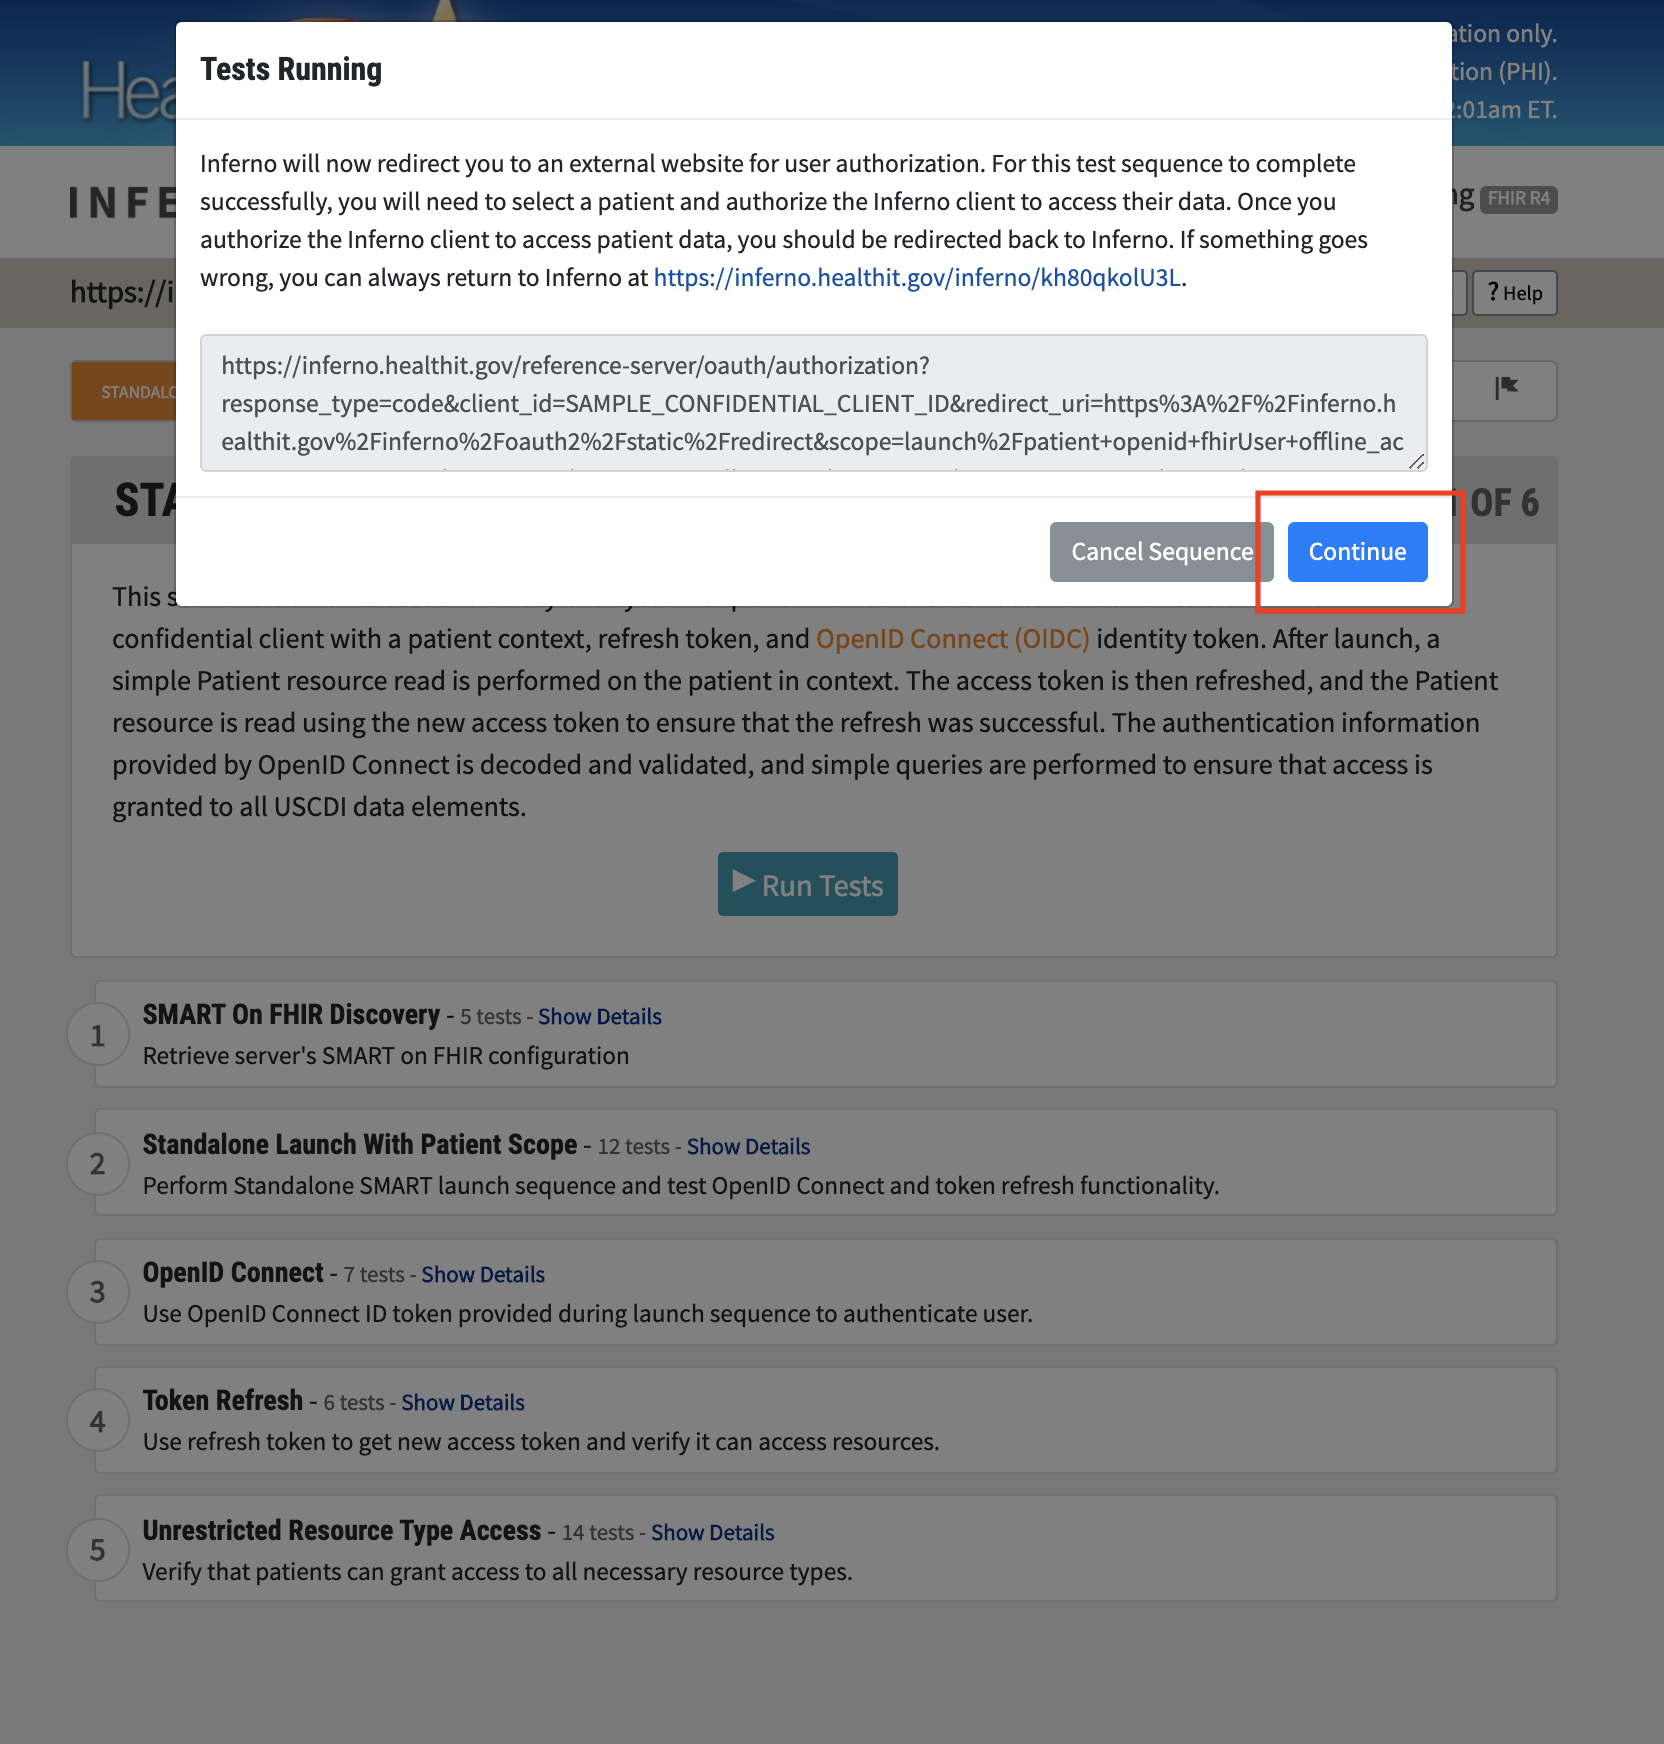 Tests Running
ation only.
tion (PHI).
:01am ET.
Hea
Inferno will now redirect you to an external website for user authorization. For this test sequence to complete
successfully, you will need to select a patient and authorize the Inferno client to access their data. Once you
authorize the Inferno client to access patient data, you should be redirected back to Inferno. If something goes
wrong, you can always return to Inferno at https://inferno.healthit.gov/inferno/kh80qkolU3L.
INFE
ng FHIR R4
https://i
? Help
https://inferno.healthit.gov/reference-server/oauth/authorization?
response_type=code&client_id=SAMPLE_CONFIDENTIAL_CLIENT_ID&redirect_uri=https%3A%2F%2Finferno.h
ealthit.gov%2Finferno%2Foauth2%2Fstatic%2Fredirect&scope=launch%2Fpatient+openid+fhirUser+offline_ac
STANDALO
STA
OF 6
Cancel Sequence
Continue
This s
confidential client with a patient context, refresh token, and OpenID Connect (OIDC) identity token. After launch, a
simple Patient resource read is performed on the patient in context. The access token is then refreshed, and the Patient
resource is read using the new access token to ensure that the refresh was successful. The authentication information
provided by OpenID Connect is decoded and validated, and simple queries are performed to ensure that access is
granted to all USCDI data elements.
Run Tests
1
SMART On FHIR Discovery - 5 tests - Show Details
Retrieve server's SMART on FHIR configuration
2
Standalone Launch With Patient Scope - 12 tests - Show Details
Perform Standalone SMART launch sequence and test OpenID Connect and token refresh functionality.
3
OpenID Connect - 7 tests - Show Details
Use OpenID Connect ID token provided during launch sequence to authenticate user.
4
Token Refresh - 6 tests - Show Details
Use refresh token to get new access token and verify it can access resources.
5
Unrestricted Resource Type Access - 14 tests - Show Details
Verify that patients can grant access to all necessary resource types.